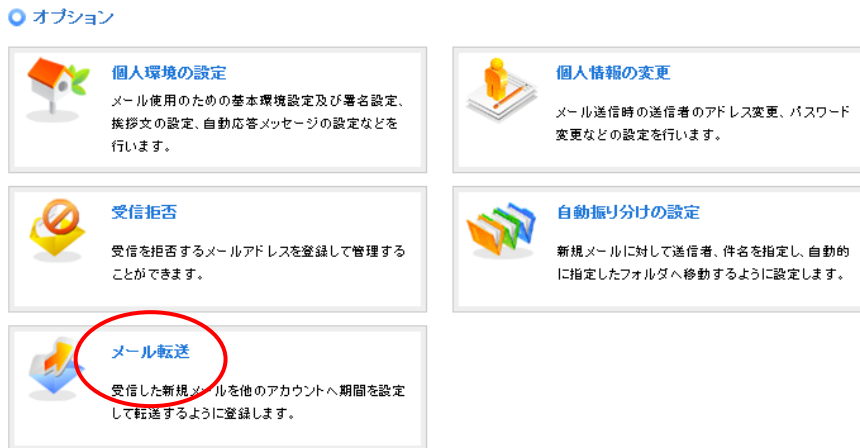 オプション
個人環境の設定
メール使用のための基本環境設定及び署名設定、
挨拶文の設定、自動応答メッセージの設定などを
行います。
個人情報の変更
メール送信時の送信者のアドレス変更、パスワード
変更などの設定を行います。
受信拒否
受信を拒否するメールアドレスを登録して管理する
ことができます。
自動振り分けの設定
新規メールに対して送信者、件名を指定し、自動的
に指定したフォルダへ移動するように設定します。
メール転送
受信した新規メールを他のアカウントへ期間を設定
して転送するように登録します。